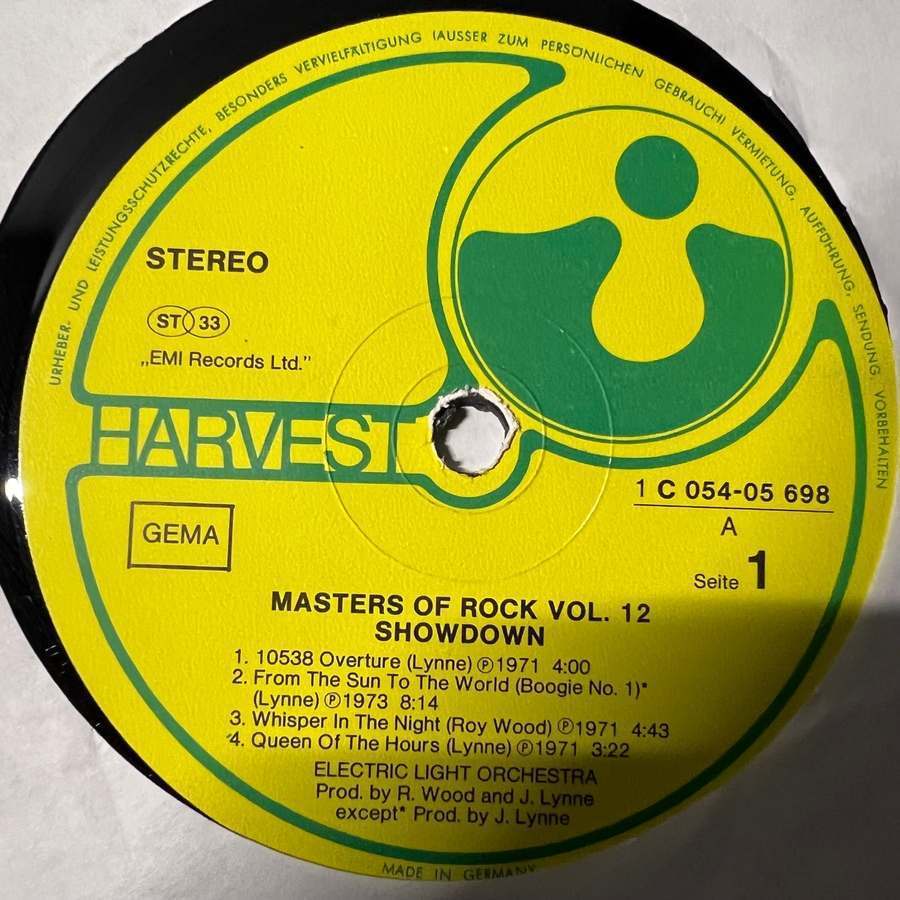 URHEBER- UND LEISTUNGSSCHUTZRECHTE, BESONDERS VERVIELFÄLTIGUNG (AUSSER ZUM PERSÖNLICHEN GEBRAUCH) VERMIETUNG, AUFFÜHRUNG, SENDUNG, VORBEHALTEN
STEREO
ST 33
„EMI Records Ltd.”
HARVEST
GEMA
1 C 054-05 698
A
Seite 1
MASTERS OF ROCK VOL. 12
SHOWDOWN
1. 10538 Overture (Lynne) Ⓟ1971 4:00
2. From The Sun To The World (Boogie No. 1)*
(Lynne) Ⓟ1973 8:14
3. Whisper In The Night (Roy Wood) Ⓟ1971 4:43
4. Queen Of The Hours (Lynne) Ⓟ1971 3:22
ELECTRIC LIGHT ORCHESTRA
Prod. by R. Wood and J. Lynne
except* Prod. by J. Lynne
MADE IN GERMANY